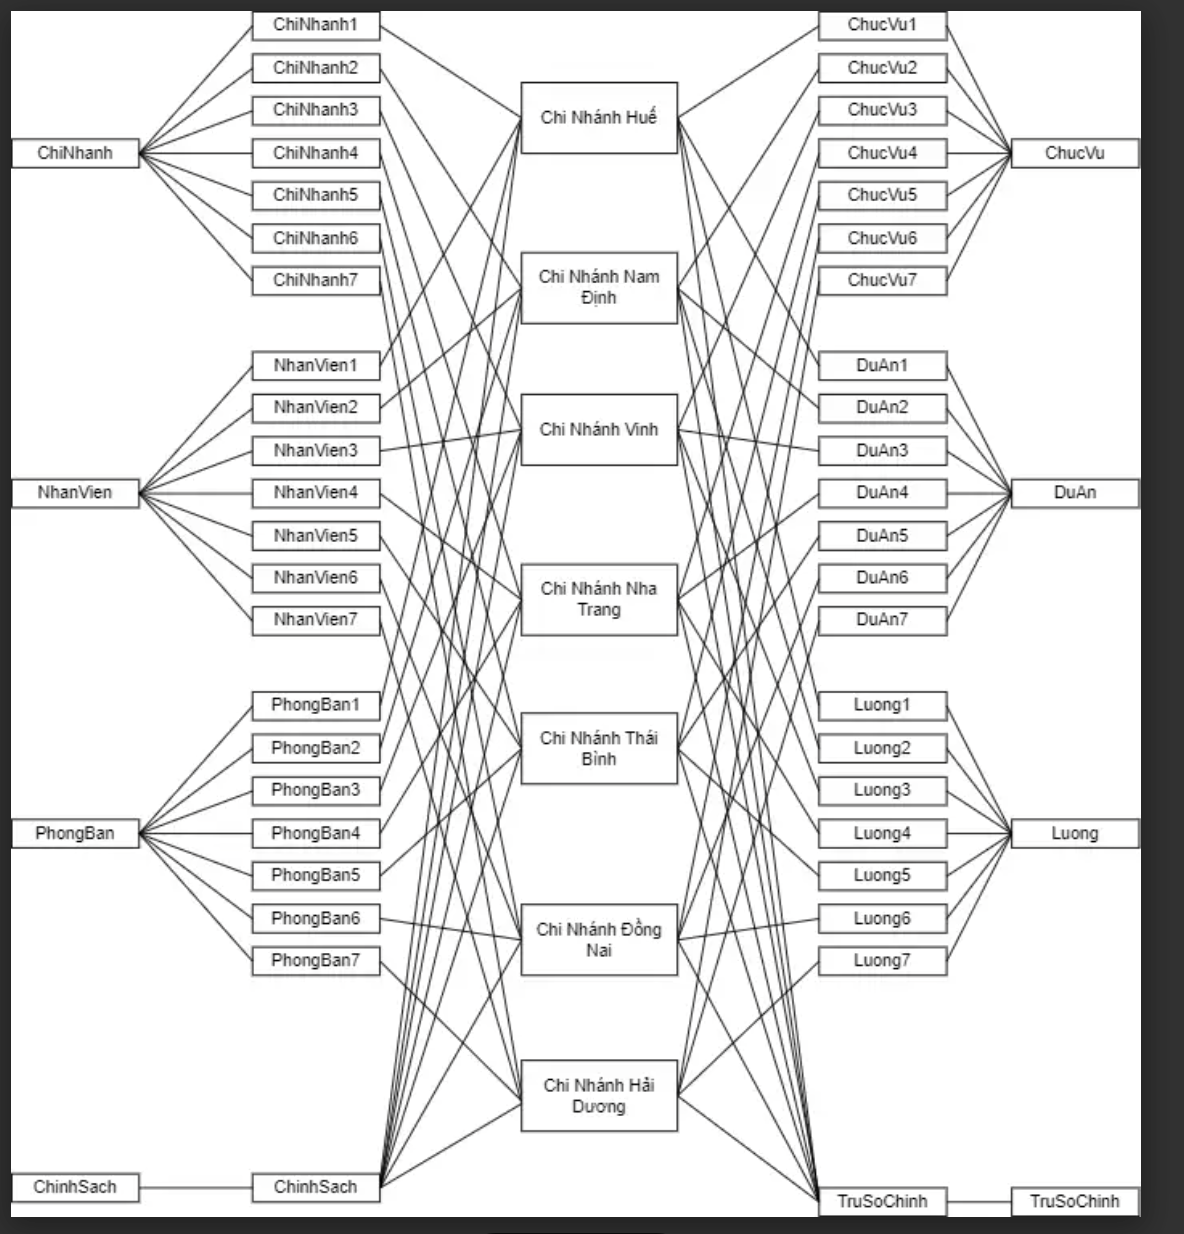 ChiNhanh1
ChiNhanh2
ChiNhanh3
ChiNhanh4
ChiNhanh5
ChiNhanh6
ChiNhanh7
ChiNhanh
NhanVien1
NhanVien2
NhanVien3
NhanVien4
NhanVien5
NhanVien6
NhanVien7
NhanVien
PhongBan1
PhongBan2
PhongBan3
PhongBan4
PhongBan5
PhongBan6
PhongBan7
PhongBan
ChinhSach
ChinhSach
Chi Nhánh Huế
Chi Nhánh Nam
Định
Chi Nhánh Vinh
Chi Nhánh Nha
Trang
Chi Nhánh Thái
Bình
Chi Nhánh Đồng
Nai
Chi Nhánh Hải
Dương
ChucVu1
ChucVu2
ChucVu3
ChucVu4
ChucVu5
ChucVu6
ChucVu7
ChucVu
DuAn1
DuAn2
DuAn3
DuAn4
DuAn5
DuAn6
DuAn7
DuAn
Luong1
Luong2
Luong3
Luong4
Luong5
Luong6
Luong7
Luong
TruSoChinh
TruSoChinh